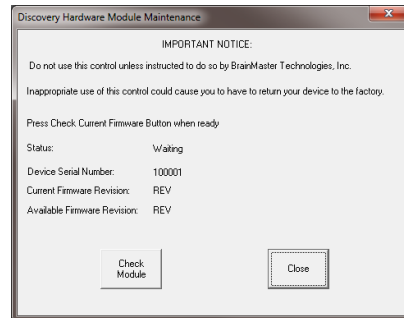 Discovery Hardware Module Maintenance
IMPORTANT NOTICE:
Do not use this control unless instructed to do so by BrainMaster Technologies, Inc.
Inappropriate use of this control could cause you to have to return your device to the factory.
Press Check Current Firmware Button when ready
Status: Waiting
Device Serial Number: 100001
Current Firmware Revision: REV
Available Firmware Revision: REV
Check
Module
Close